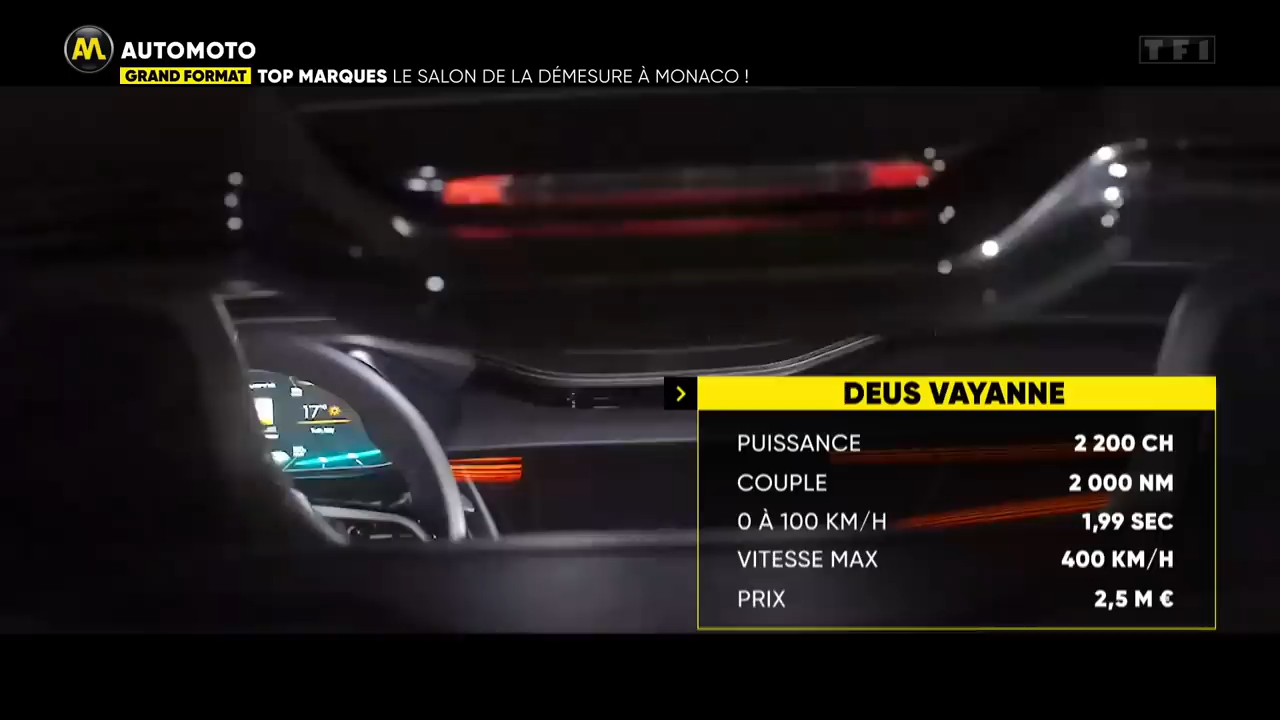 AM AUTOMOTO
TF1
GRAND FORMAT TOP MARQUES LE SALON DE LA DÉMESURE À MONACO !
DEUS VAYANNE
PUISSANCE 2 200 CH
COUPLE 2 000 NM
0 À 100 KM/H 1,99 SEC
VITESSE MAX 400 KM/H
PRIX 2,5 M €
17°